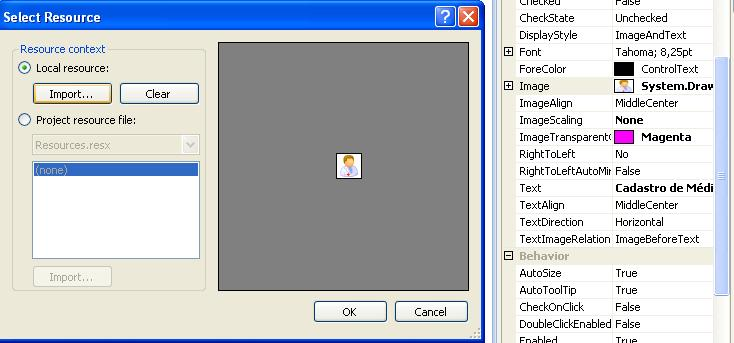 Select Resource
Resource context
Local resource:
Import...
Clear
Project resource file:
Resources.resx
(none)
Import...
OK
Cancel
Checked False
CheckState Unchecked
DisplayStyle ImageAndText
Font Tahoma; 8,25pt
ForeColor ControlText
Image System.Draw
ImageAlign MiddleCenter
ImageScaling None
ImageTransparentC Magenta
RightToLeft No
RightToLeftAutoMir False
Text Cadastro de Médi
TextAlign MiddleCenter
TextDirection Horizontal
TextImageRelation ImageBeforeText
Behavior
AutoSize True
AutoToolTip True
CheckOnClick False
DoubleClickEnabled False
Enabled True